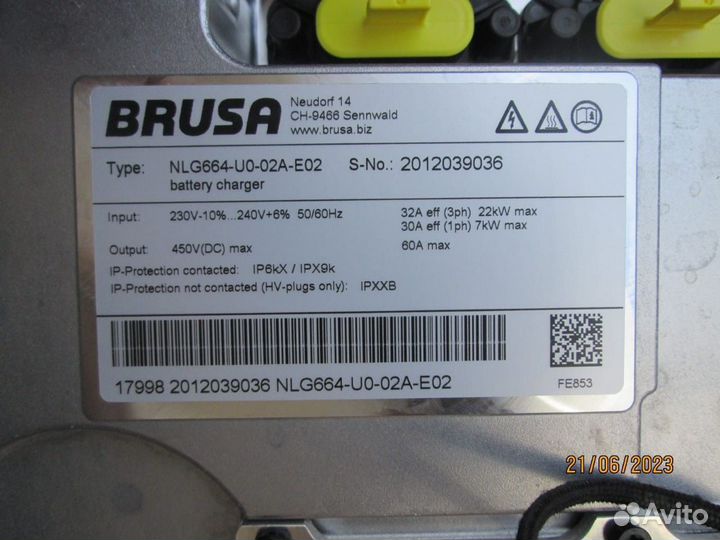 BRUSA
Neudorf 14
CH-9466 Sennwald
www.brusa.biz
Type: NLG664-U0-02A-E02 S-No.: 2012039036
battery charger
Input: 230V-10%...240V+6% 50/60Hz 32A eff (3ph) 22kW max
30A eff (1ph) 7kW max
Output: 450V(DC) max 60A max
IP-Protection contacted: IP6kX / IPX9k
IP-Protection not contacted (HV-plugs only): IPXXB
17998 2012039036 NLG664-U0-02A-E02
FE853
21/06/2023
Avito